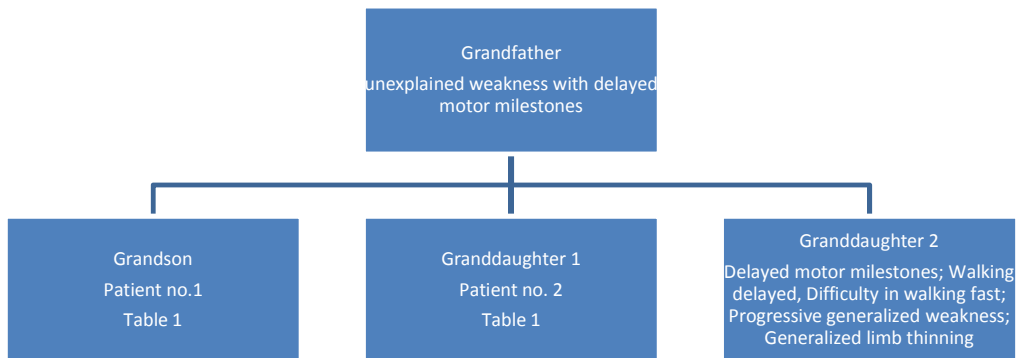 Grandfather
unexplained weakness with delayed
motor milestones
Grandson
Patient no.1
Table 1
Granddaughter 1
Patient no. 2
Table 1
Granddaughter 2
Delayed motor milestones; Walking
delayed, Difficulty in walking fast;
Progressive generalized weakness;
Generalized limb thinning